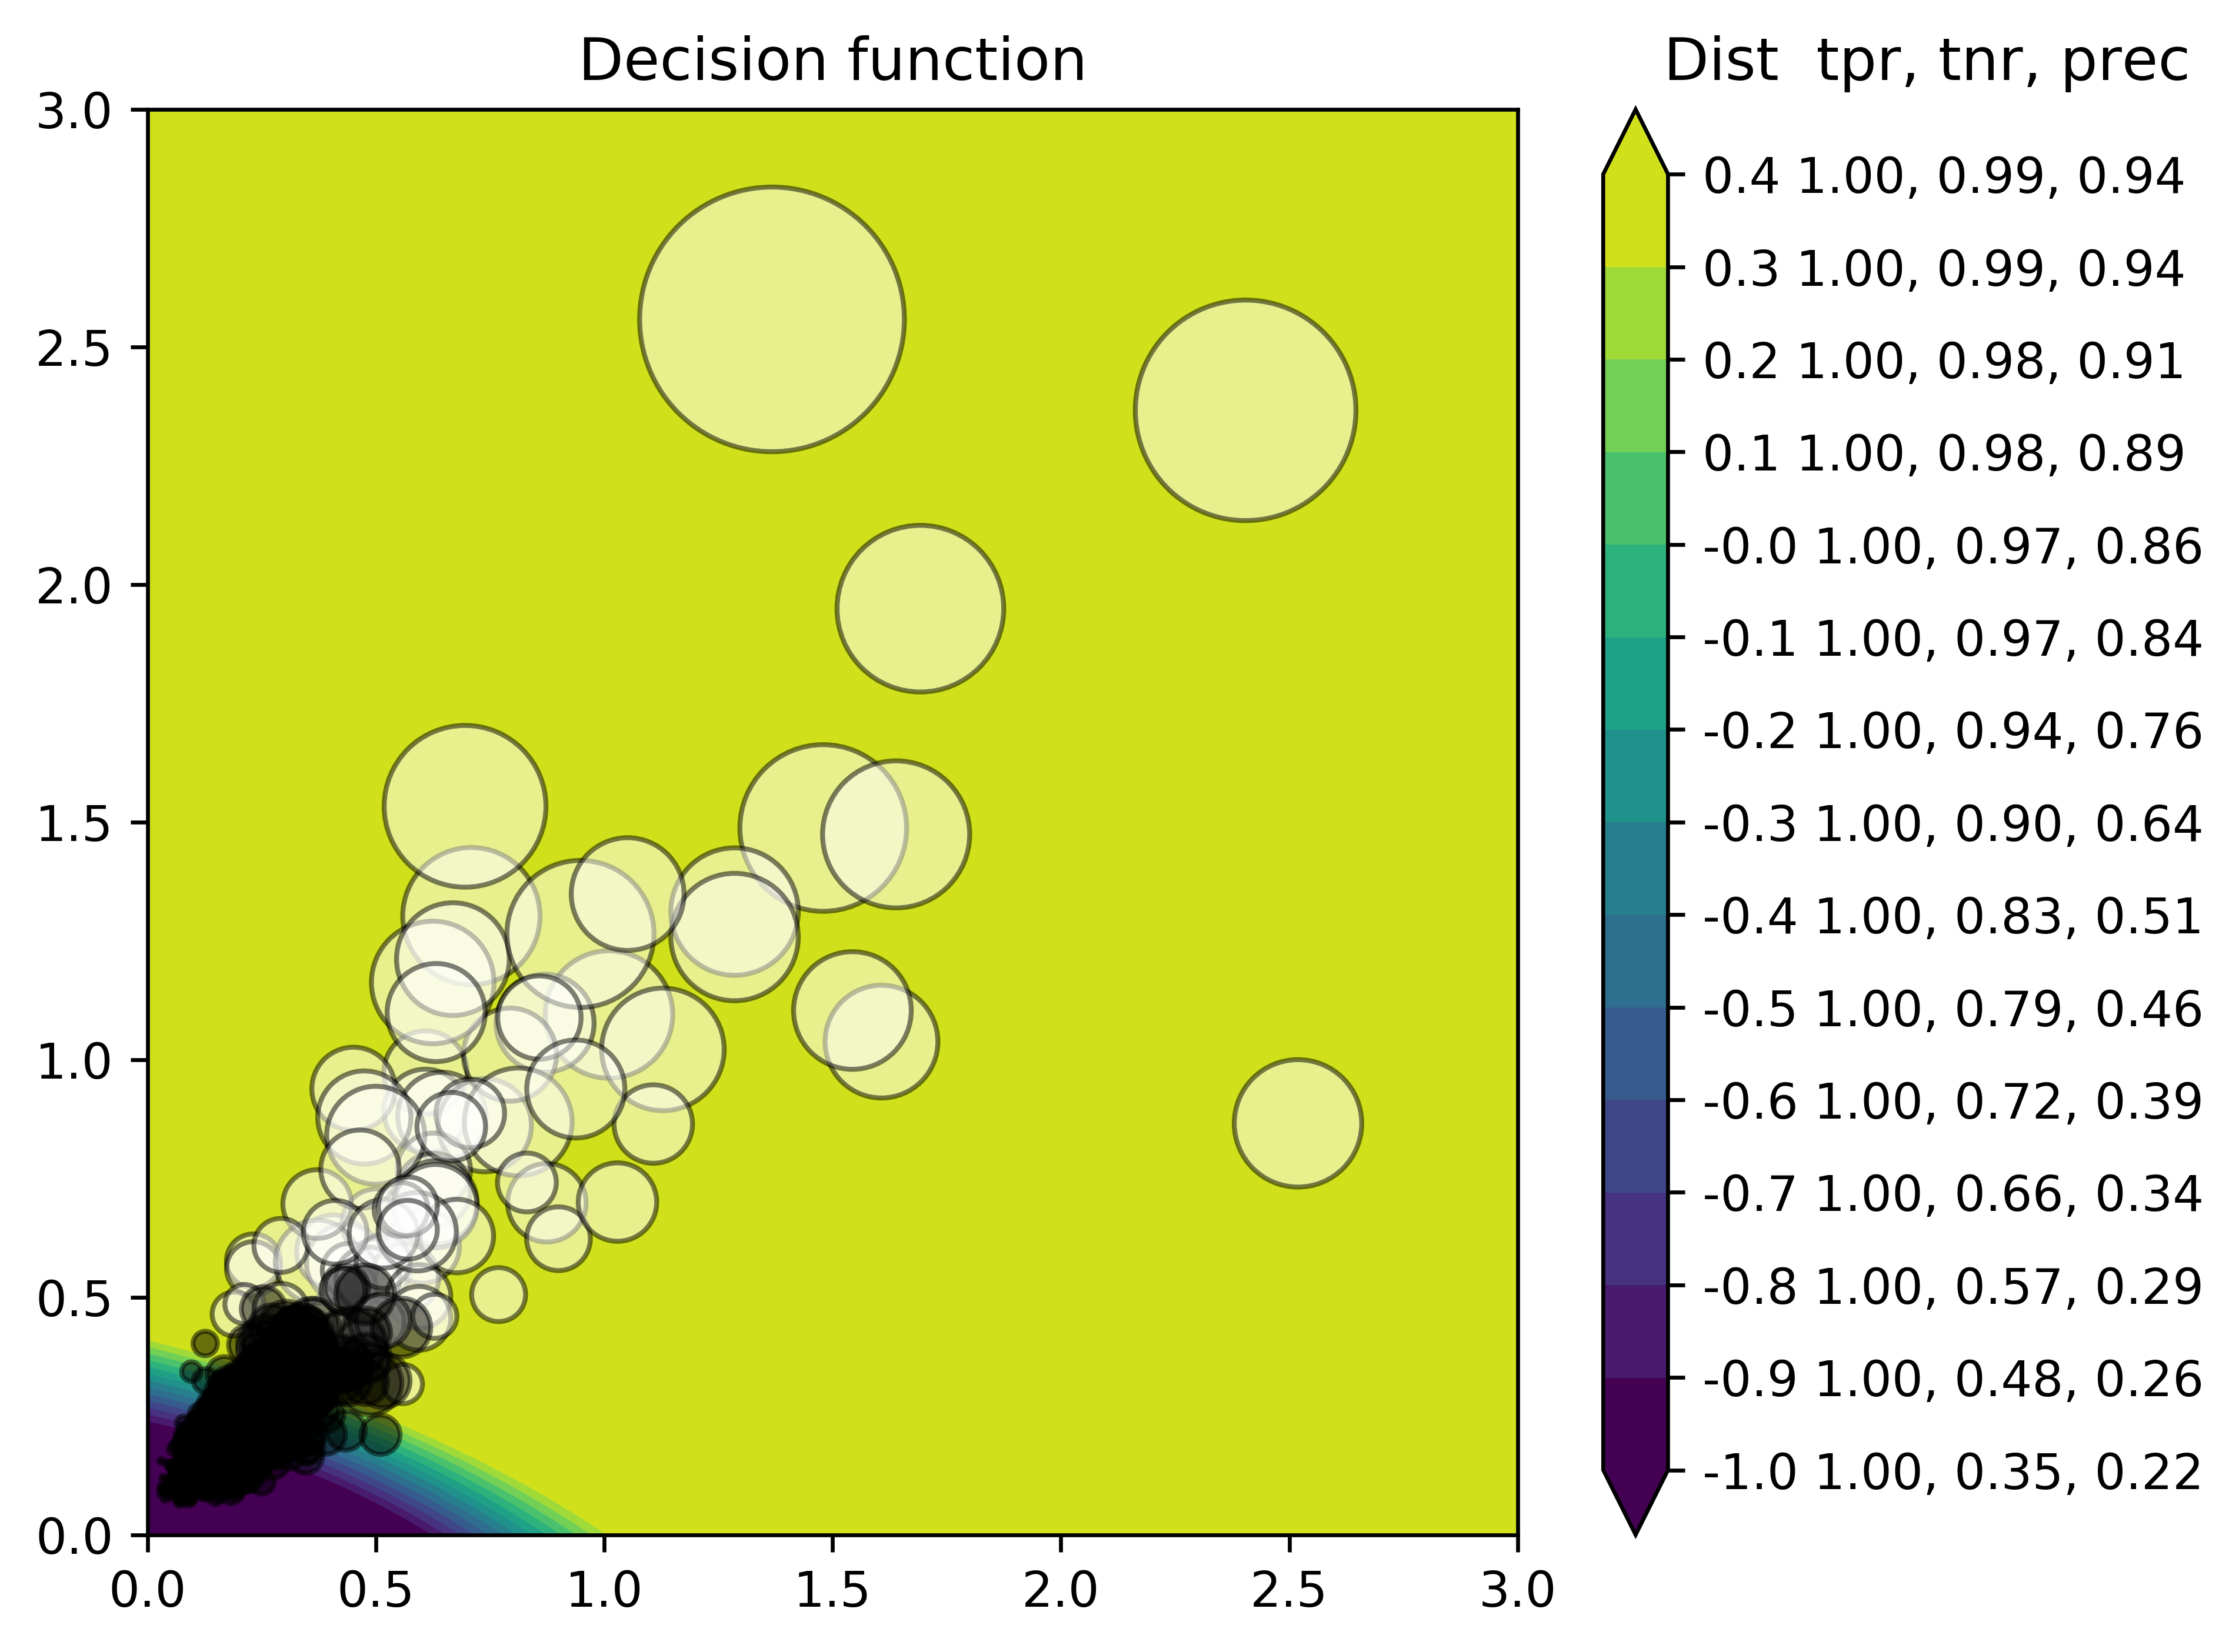 Decision function
Dist  tpr, tnr, prec
3.0
2.5
2.0
1.5
1.0
0.5
0.0
0.0 0.5 1.0 1.5 2.0 2.5 3.0
0.4 1.00, 0.99, 0.94
0.3 1.00, 0.99, 0.94
0.2 1.00, 0.98, 0.91
0.1 1.00, 0.98, 0.89
-0.0 1.00, 0.97, 0.86
-0.1 1.00, 0.97, 0.84
-0.2 1.00, 0.94, 0.76
-0.3 1.00, 0.90, 0.64
-0.4 1.00, 0.83, 0.51
-0.5 1.00, 0.79, 0.46
-0.6 1.00, 0.72, 0.39
-0.7 1.00, 0.66, 0.34
-0.8 1.00, 0.57, 0.29
-0.9 1.00, 0.48, 0.26
-1.0 1.00, 0.35, 0.22